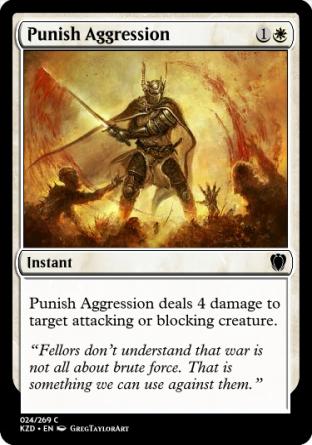 Punish Aggression 1
Instant
Punish Aggression deals 4 damage to
target attacking or blocking creature.
“Fellors don’t understand that war is
not all about brute force. That is
something we can use against them.”
024/269 C
KZD • EN GregTaylorArt